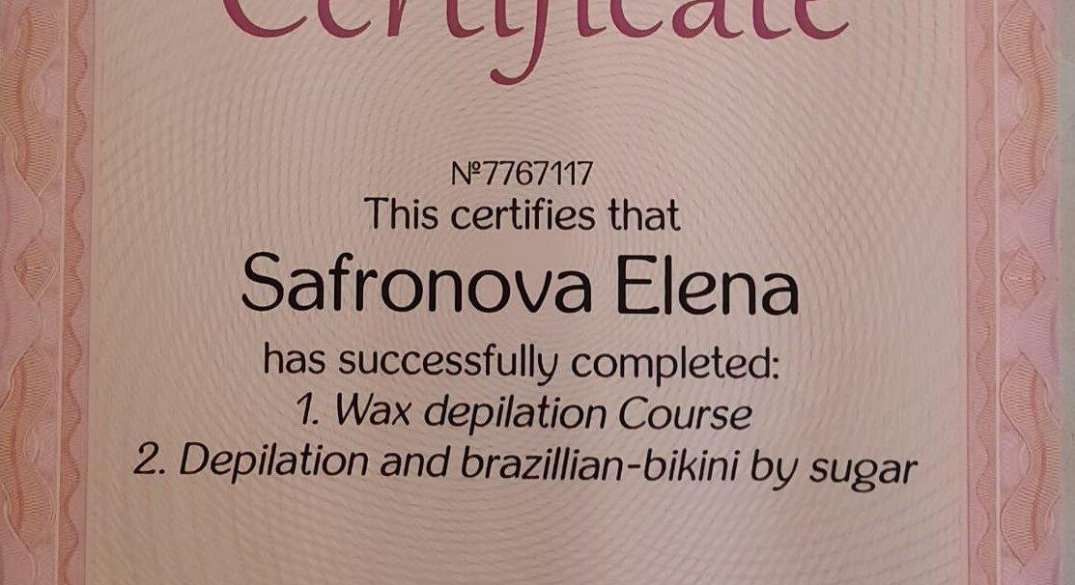 Certificate
№7767117
This certifies that
Safronova Elena
has successfully completed:
1. Wax depilation Course
2. Depilation and brazillian-bikini by sugar